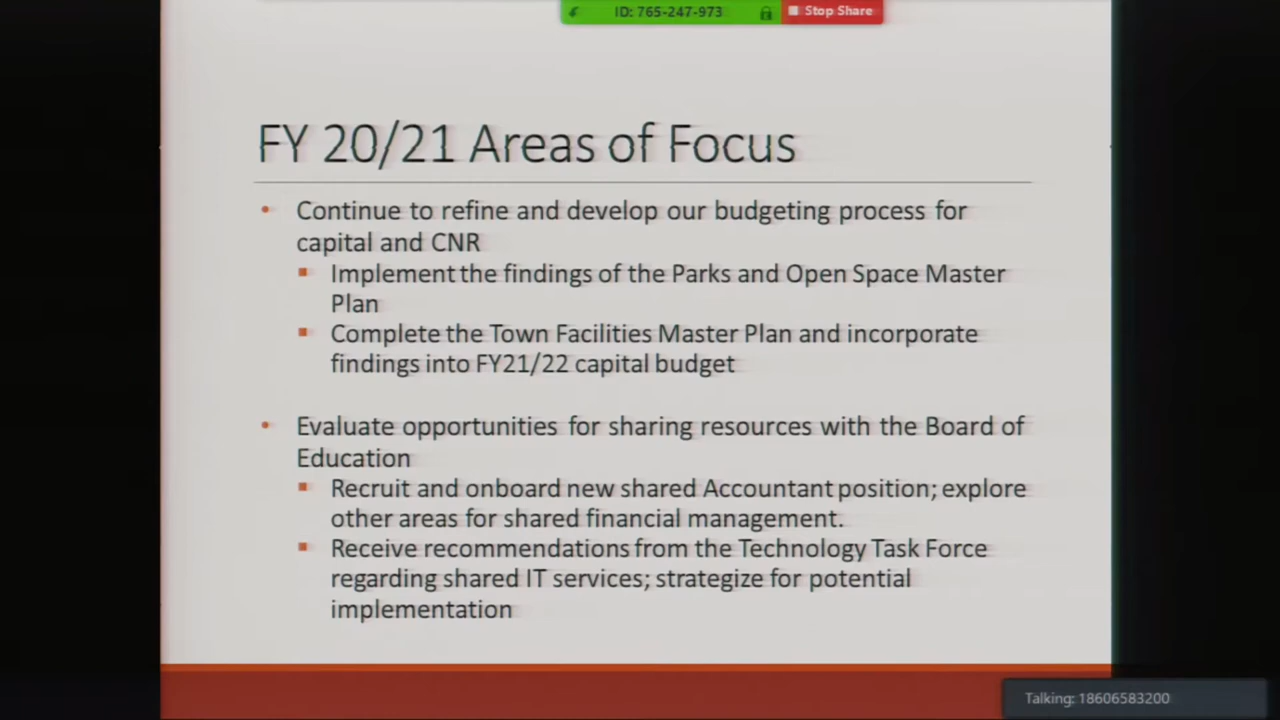 ID: 765-247-973
Stop Share
FY 20/21 Areas of Focus
• Continue to refine and develop our budgeting process for
capital and CNR
▪ Implement the findings of the Parks and Open Space Master
Plan
▪ Complete the Town Facilities Master Plan and incorporate
findings into FY21/22 capital budget
• Evaluate opportunities for sharing resources with the Board of
Education
▪ Recruit and onboard new shared Accountant position; explore
other areas for shared financial management.
▪ Receive recommendations from the Technology Task Force
regarding shared IT services; strategize for potential
implementation
Talking: 18606583200